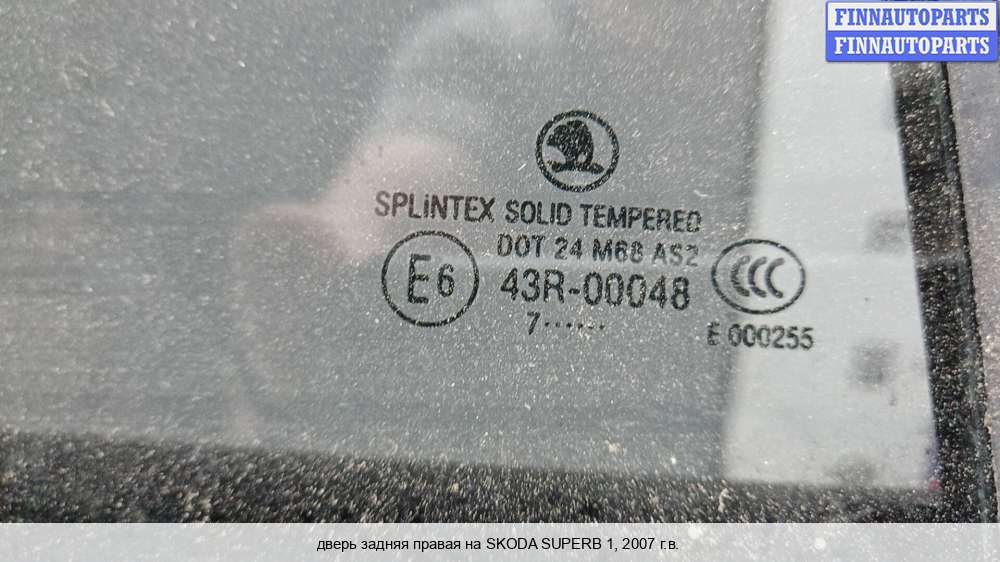 FINNAUTOPARTS
FINNAUTOPARTS
SPLiNTEX SOLID TEMPERED
DOT 24 M68 AS2
E6 43R-00048 CCC
7······
E 000255
дверь задняя правая на SKODA SUPERB 1, 2007 г.в.